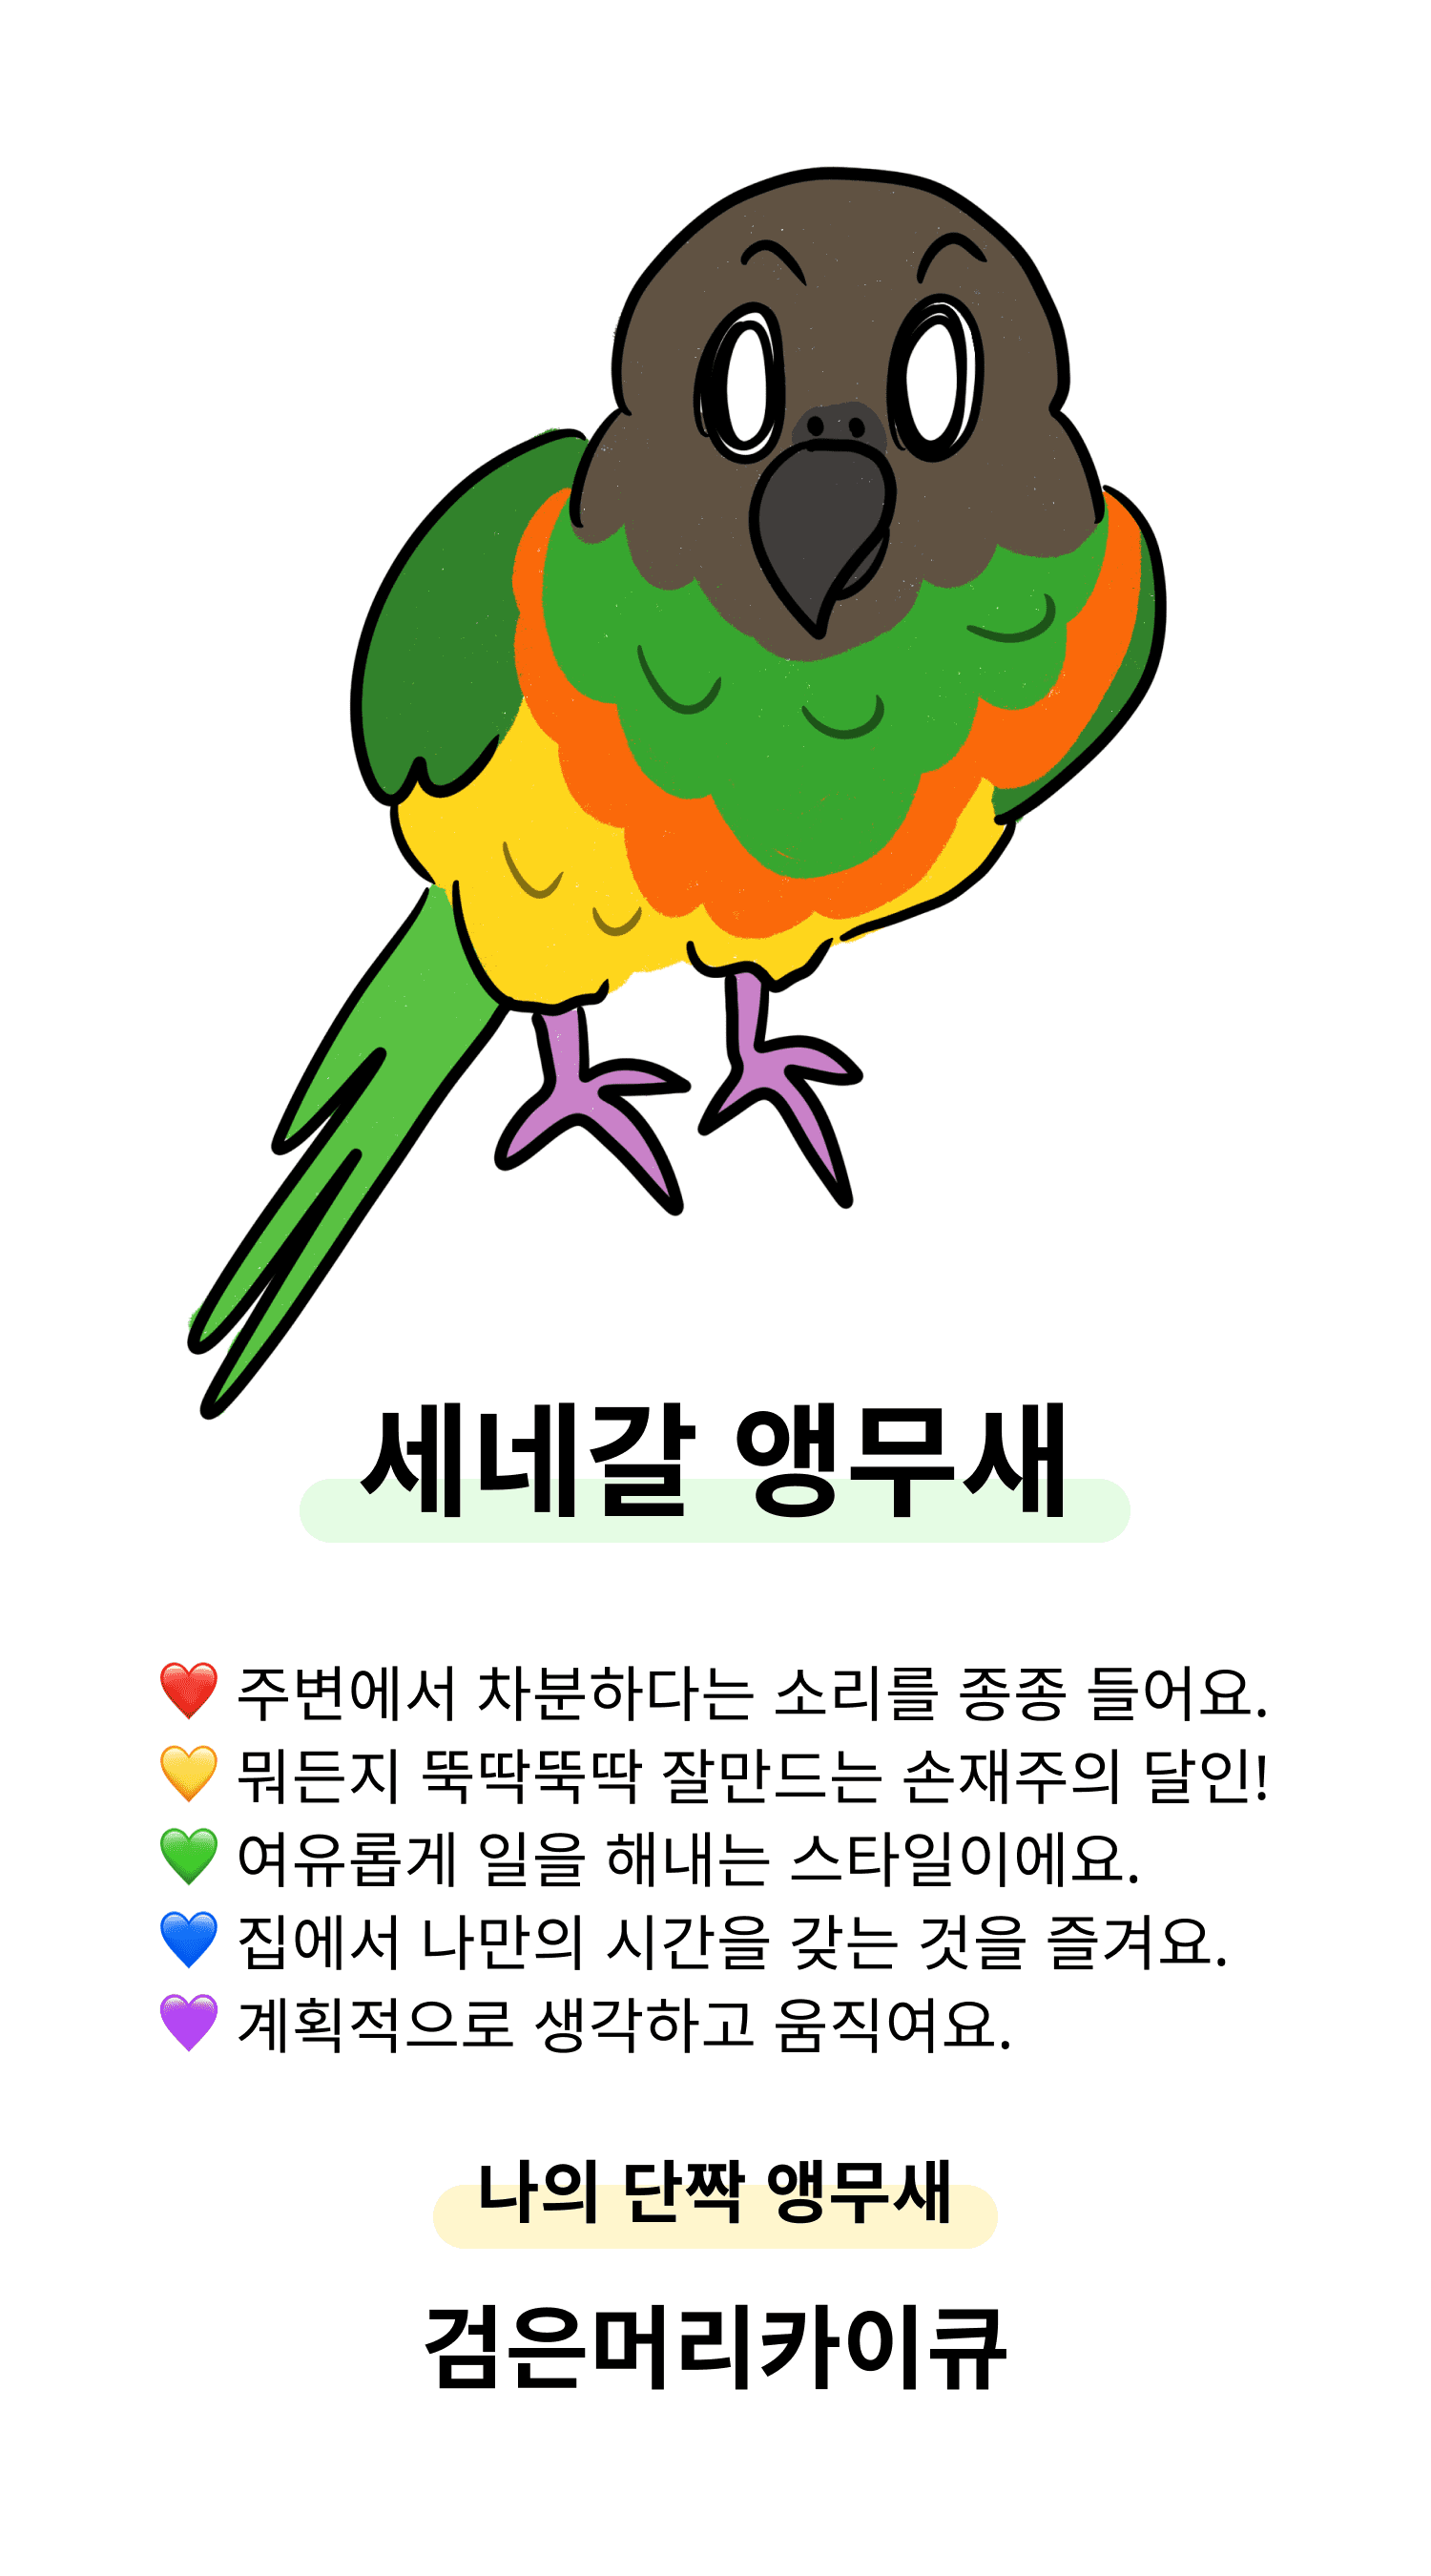 세네갈 앵무새
❤️ 주변에서 차분하다는 소리를 종종 들어요.
💛 뭐든지 뚝딱뚝딱 잘만드는 손재주의 달인!
💚 여유롭게 일을 해내는 스타일이에요.
💙 집에서 나만의 시간을 갖는 것을 즐겨요.
💜 계획적으로 생각하고 움직여요.
나의 단짝 앵무새
검은머리카이큐